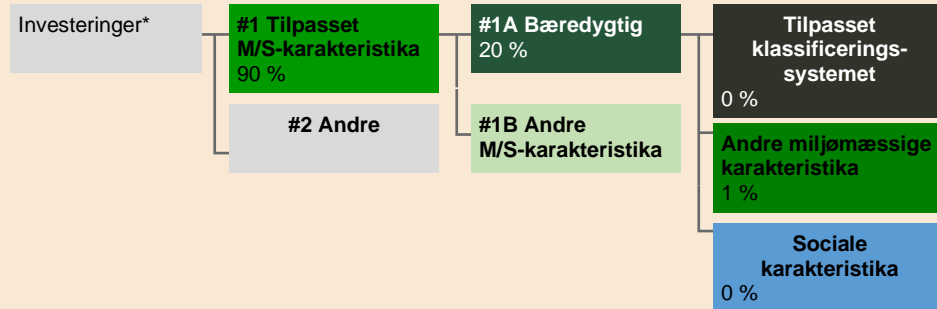 Investeringer*
#1 Tilpasset
M/S-karakteristika
90 %
#2 Andre
#1A Bæredygtig
20 %
#1B Andre
M/S-karakteristika
Tilpasset
klassificerings-
systemet
0 %
Andre miljømæssige
karakteristika
1 %
Sociale
karakteristika
0 %